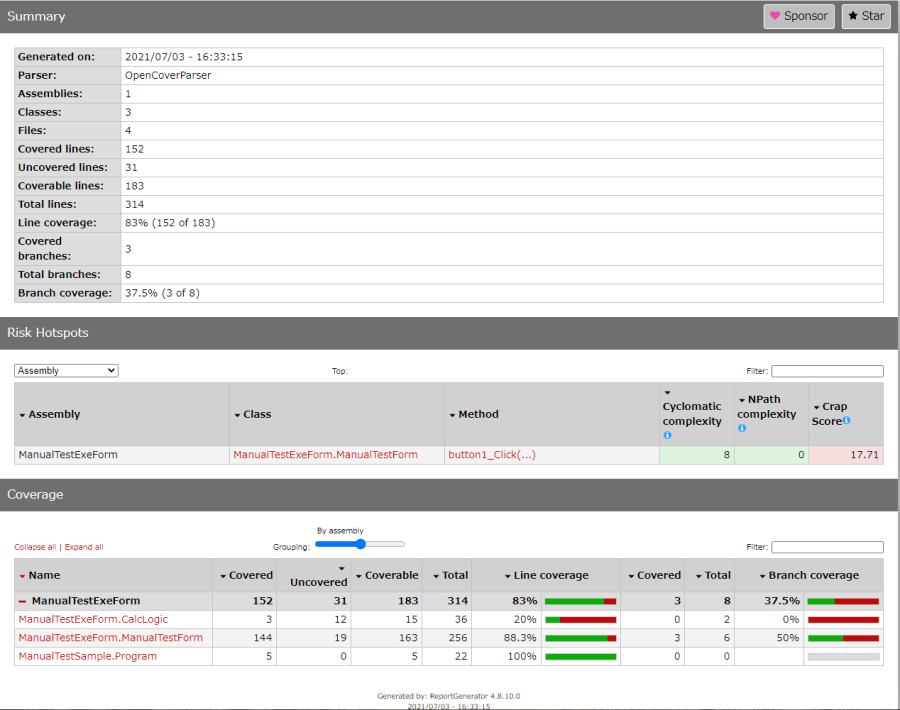 Summary
Sponsor
Star
Generated on: 2021/07/03 - 16:33:15
Parser: OpenCoverParser
Assemblies: 1
Classes: 3
Files: 4
Covered lines: 152
Uncovered lines: 31
Coverable lines: 183
Total lines: 314
Line coverage: 83% (152 of 183)
Covered
branches: 3
Total branches: 8
Branch coverage: 37.5% (3 of 8)
Risk Hotspots
Assembly Top: Filter:
Assembly Class Method Cyclomatic
complexity NPath
complexity Crap
Score
ManualTestExeForm ManualTestExeForm.ManualTestForm button1_Click(...) 8 0 17.71
Coverage
By assembly
Collapse all | Expand all Grouping: Filter:
Name Covered Uncovered Coverable Total Line coverage Covered Total Branch coverage
ManualTestExeForm 152 31 183 314 83% 3 8 37.5%
ManualTestExeForm.CalcLogic 3 12 15 36 20% 0 2 0%
ManualTestExeForm.ManualTestForm 144 19 163 256 88.3% 3 6 50%
ManualTestSample.Program 5 0 5 22 100% 0 0
Generated by: ReportGenerator 4.8.10.0
2021/07/03 - 16:33:15